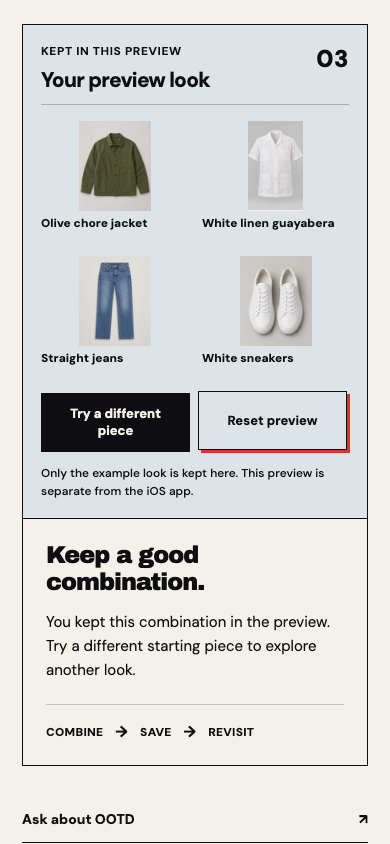 KEPT IN THIS PREVIEW
03
Your preview look
Olive chore jacket
White linen guayabera
Straight jeans
White sneakers
Try a different
piece
Reset preview
Only the example look is kept here. This preview is
separate from the iOS app.
Keep a good
combination.
You kept this combination in the preview.
Try a different starting piece to explore
another look.
COMBINE → SAVE → REVISIT
Ask about OOTD ↗